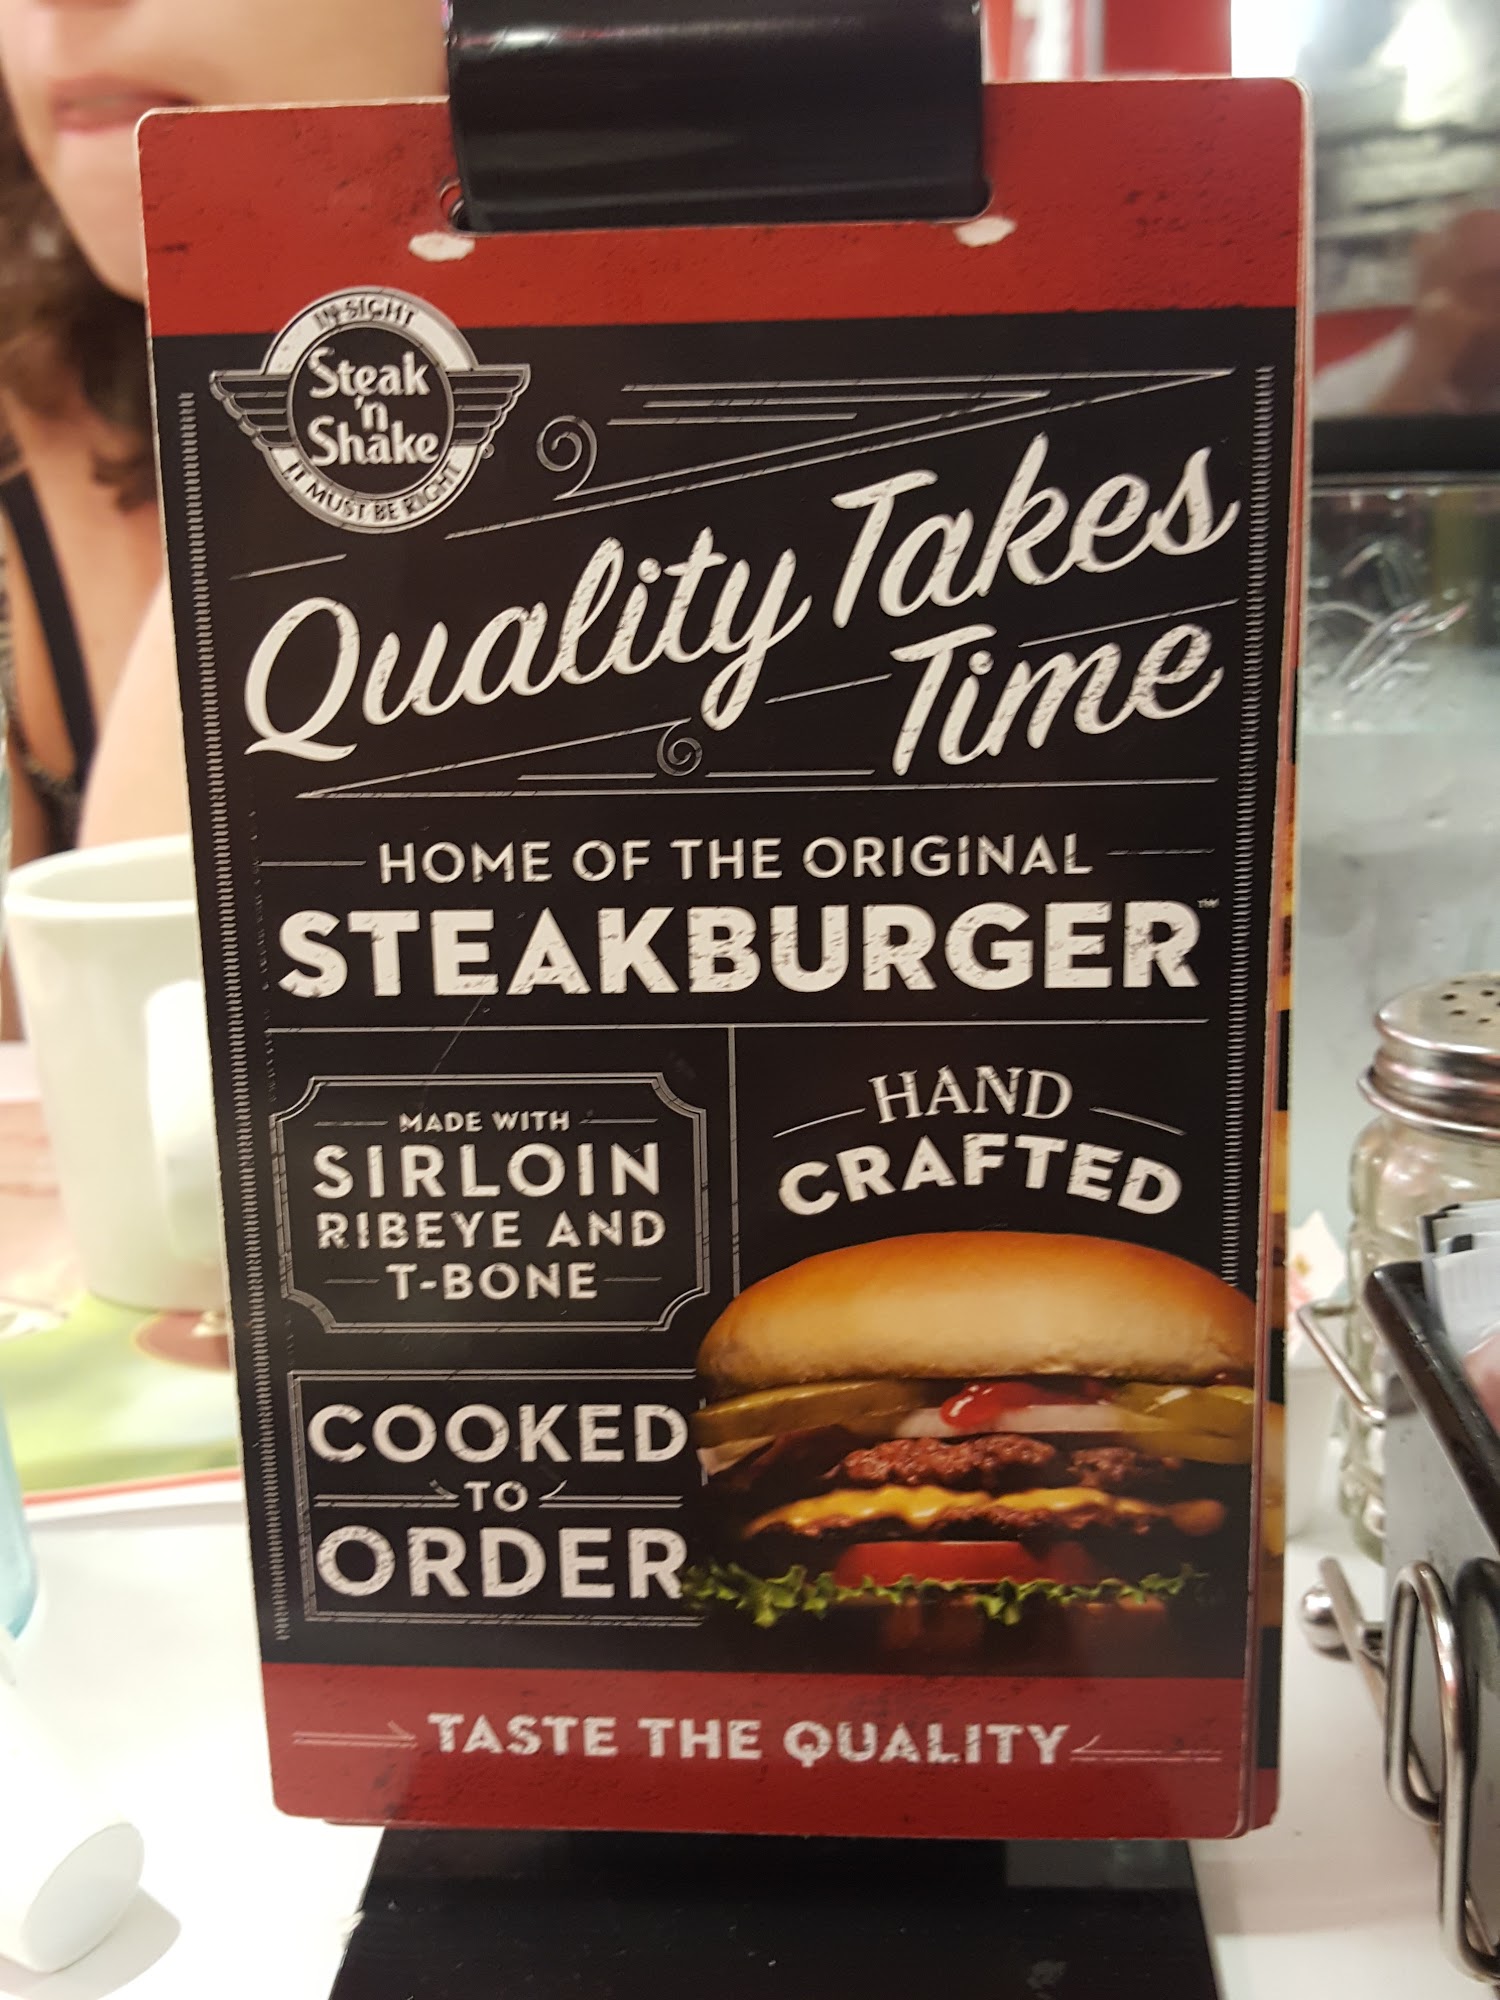 IN SIGHT
Steak
'n
Shake
IT MUST BE RIGHT
Quality Takes
Time
HOME OF THE ORIGINAL
STEAKBURGER™
MADE WITH
SIRLOIN
RIBEYE AND
T-BONE
HAND
CRAFTED
COOKED
TO
ORDER
TASTE THE QUALITY